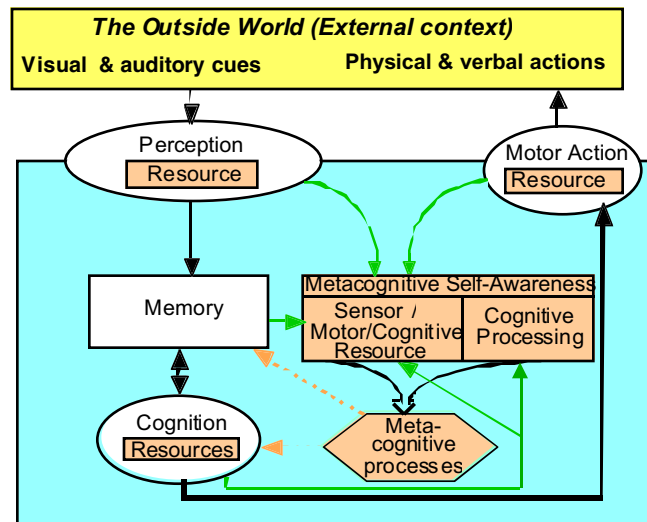 The Outside World (External context)
Visual & auditory cues
Physical & verbal actions
Perception
Resource
Motor Action
Resource
Memory
Metacognitive Self-Awareness
Sensor /
Motor/Cognitive
Resource
Cognitive
Processing
Cognition
Resources
Meta-
cognitive
processes